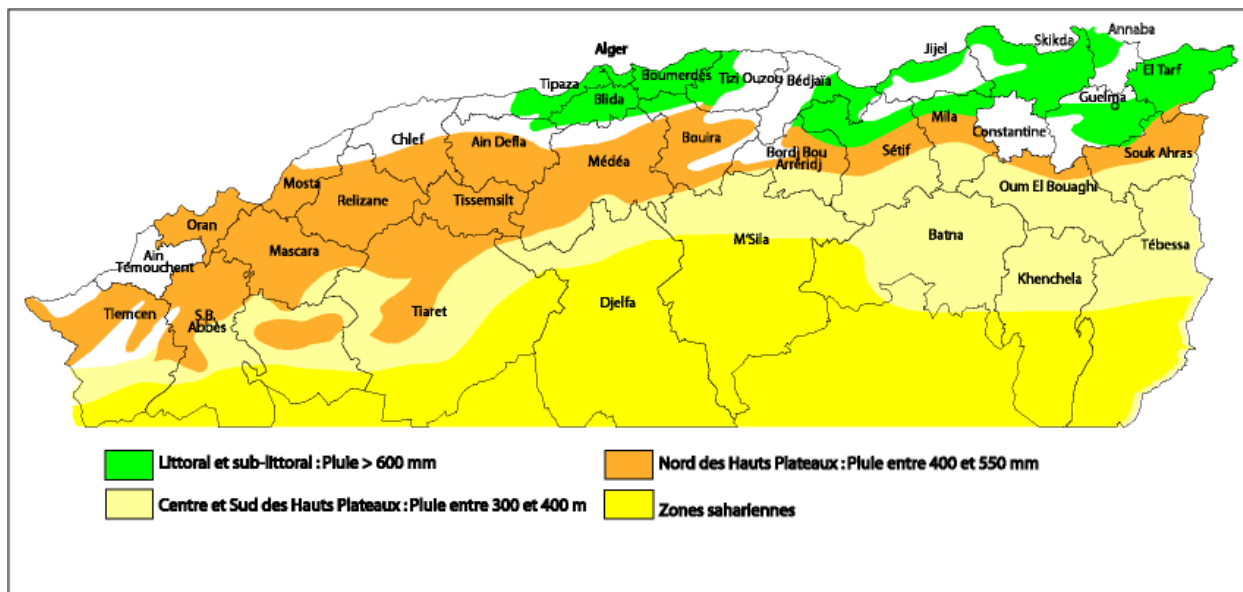 Annaba
Skikda
Jijel
Alger
El Tarf
Boumerdès
Tizi Ouzou
Bédjaïa
Tipaza
Blida
Guelma
Mila
Constantine
Chlef
Bouira
Ain Defla
Sétif
Bordj Bou
Arréridj
Souk Ahras
Médéa
Mosta
Oum El Bouaghi
Relizane
Tissemsilt
Oran
Batna
M'Sila
Tébessa
Mascara
Ain
Témouchent
Khenchela
Djelfa
Tlemcen
S.B.
Abbès
Tiaret
Littoral et sub-littoral : Pluie > 600 mm
Nord des Hauts Plateaux : Pluie entre 400 et 550 mm
Centre et Sud des Hauts Plateaux : Pluie entre 300 et 400 m
Zones sahariennes